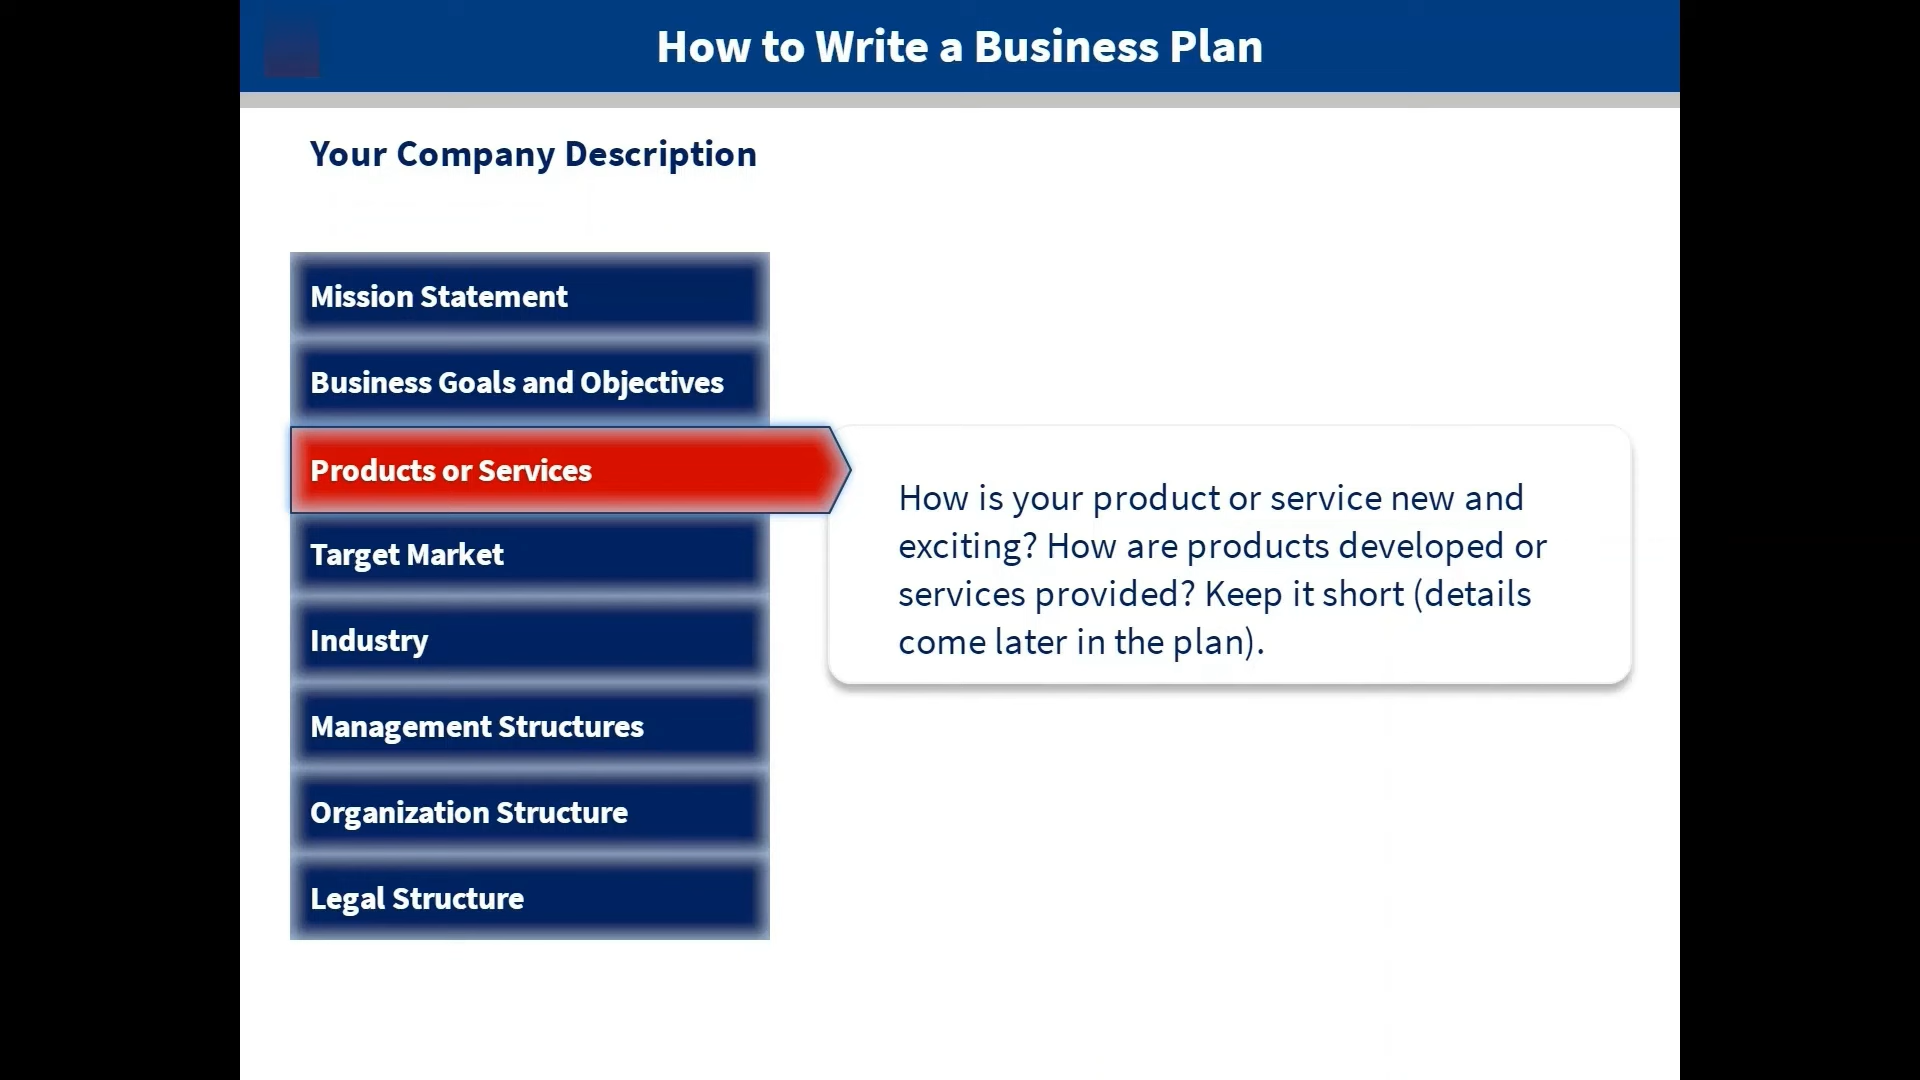 How to Write a Business Plan
Your Company Description
Mission Statement
Business Goals and Objectives
Products or Services
How is your product or service new and
exciting? How are products developed or
services provided? Keep it short (details
come later in the plan).
Target Market
Industry
Management Structures
Organization Structure
Legal Structure